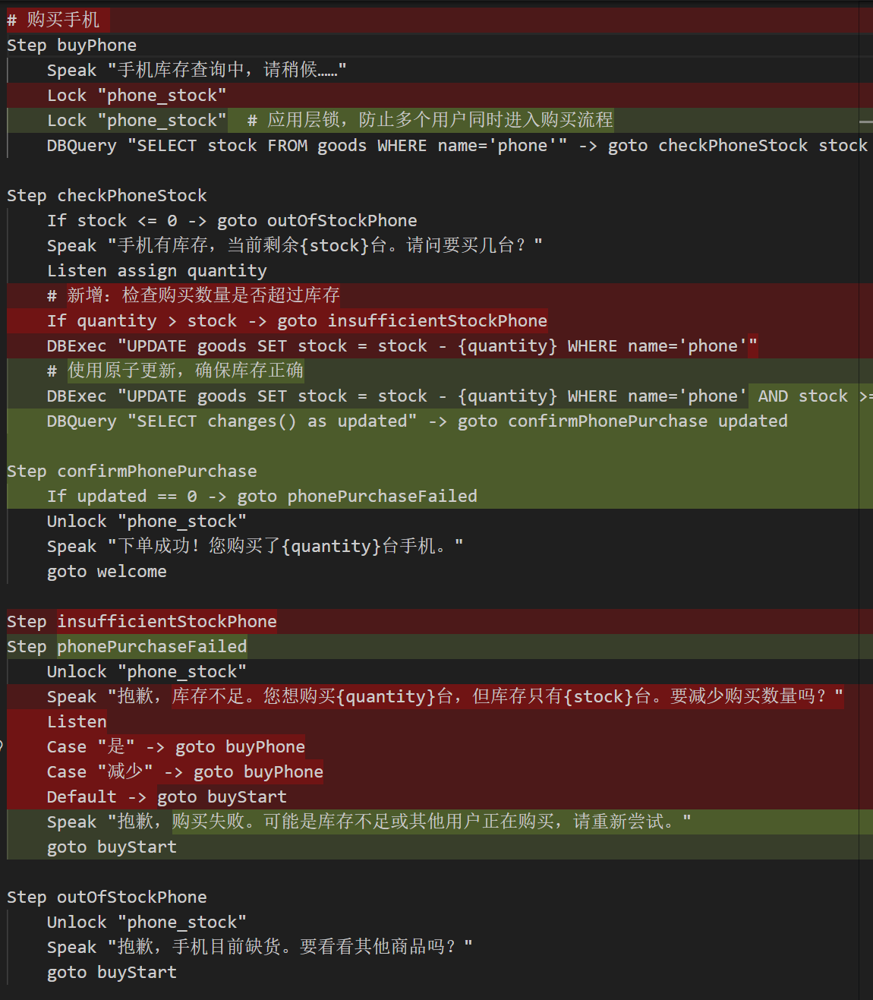 # 购买手机
Step buyPhone
Speak "手机库存查询中，请稍候……"
Lock "phone_stock"
Lock "phone_stock"  # 应用层锁，防止多个用户同时进入购买流程
DBQuery "SELECT stock FROM goods WHERE name='phone'" -> goto checkPhoneStock stock
Step checkPhoneStock
If stock <= 0 -> goto outOfStockPhone
Speak "手机有库存，当前剩余{stock}台。请问要买几台？"
Listen assign quantity
# 新增：检查购买数量是否超过库存
If quantity > stock -> goto insufficientStockPhone
DBExec "UPDATE goods SET stock = stock - {quantity} WHERE name='phone'"
# 使用原子更新，确保库存正确
DBExec "UPDATE goods SET stock = stock - {quantity} WHERE name='phone' AND stock >=
DBQuery "SELECT changes() as updated" -> goto confirmPhonePurchase updated
Step confirmPhonePurchase
If updated == 0 -> goto phonePurchaseFailed
Unlock "phone_stock"
Speak "下单成功！您购买了{quantity}台手机。"
goto welcome
Step insufficientStockPhone
Step phonePurchaseFailed
Unlock "phone_stock"
Speak "抱歉，库存不足。您想购买{quantity}台，但库存只有{stock}台。要减少购买数量吗？"
Listen
Case "是" -> goto buyPhone
Case "减少" -> goto buyPhone
Default -> goto buyStart
Speak "抱歉，购买失败。可能是库存不足或其他用户正在购买，请重新尝试。"
goto buyStart
Step outOfStockPhone
Unlock "phone_stock"
Speak "抱歉，手机目前缺货。要看看其他商品吗？"
goto buyStart